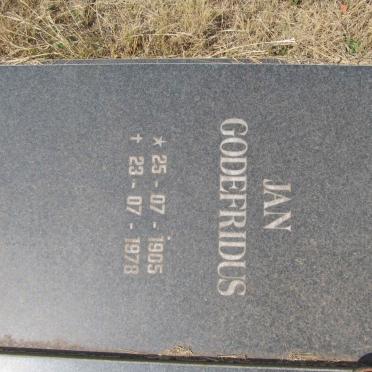 JAN
GODEFRIDUS
* 25 - 07 - 1905
✝ 23 - 07 - 1978